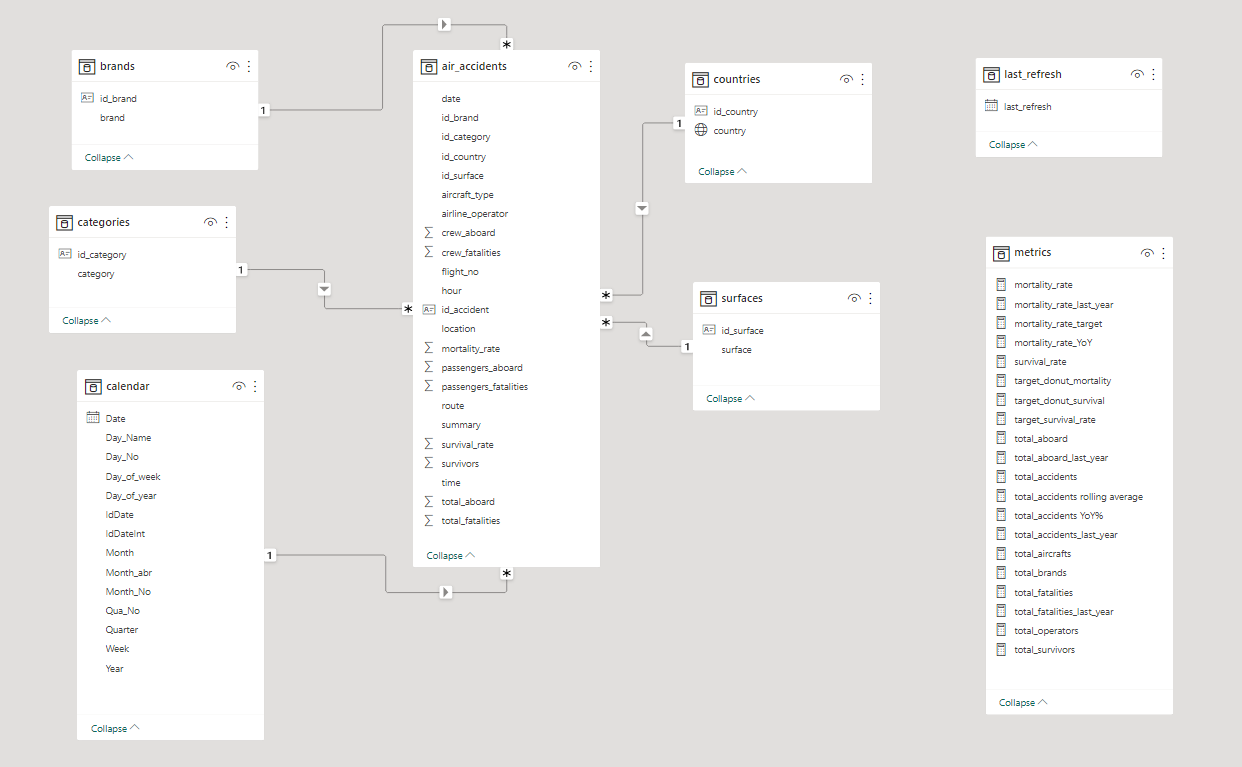 brands
id_brand
brand
Collapse
1
*
air_accidents
date
id_brand
id_category
id_country
id_surface
aircraft_type
airline_operator
crew_aboard
crew_fatalities
flight_no
hour
id_accident
location
mortality_rate
passengers_aboard
passengers_fatalities
route
summary
survival_rate
survivors
time
total_aboard
total_fatalities
Collapse
countries
id_country
country
Collapse
1
*
last_refresh
last_refresh
Collapse
categories
id_category
category
Collapse
1
*
surfaces
id_surface
surface
Collapse
1
*
calendar
Date
Day_Name
Day_No
Day_of_week
Day_of_year
IdDate
IdDateInt
Month
Month_abr
Month_No
Qua_No
Quarter
Week
Year
Collapse
1
*
metrics
mortality_rate
mortality_rate_last_year
mortality_rate_target
mortality_rate_YoY
survival_rate
target_donut_mortality
target_donut_survival
target_survival_rate
total_aboard
total_aboard_last_year
total_accidents
total_accidents rolling average
total_accidents YoY%
total_accidents_last_year
total_aircrafts
total_brands
total_fatalities
total_fatalities_last_year
total_operators
total_survivors
Collapse